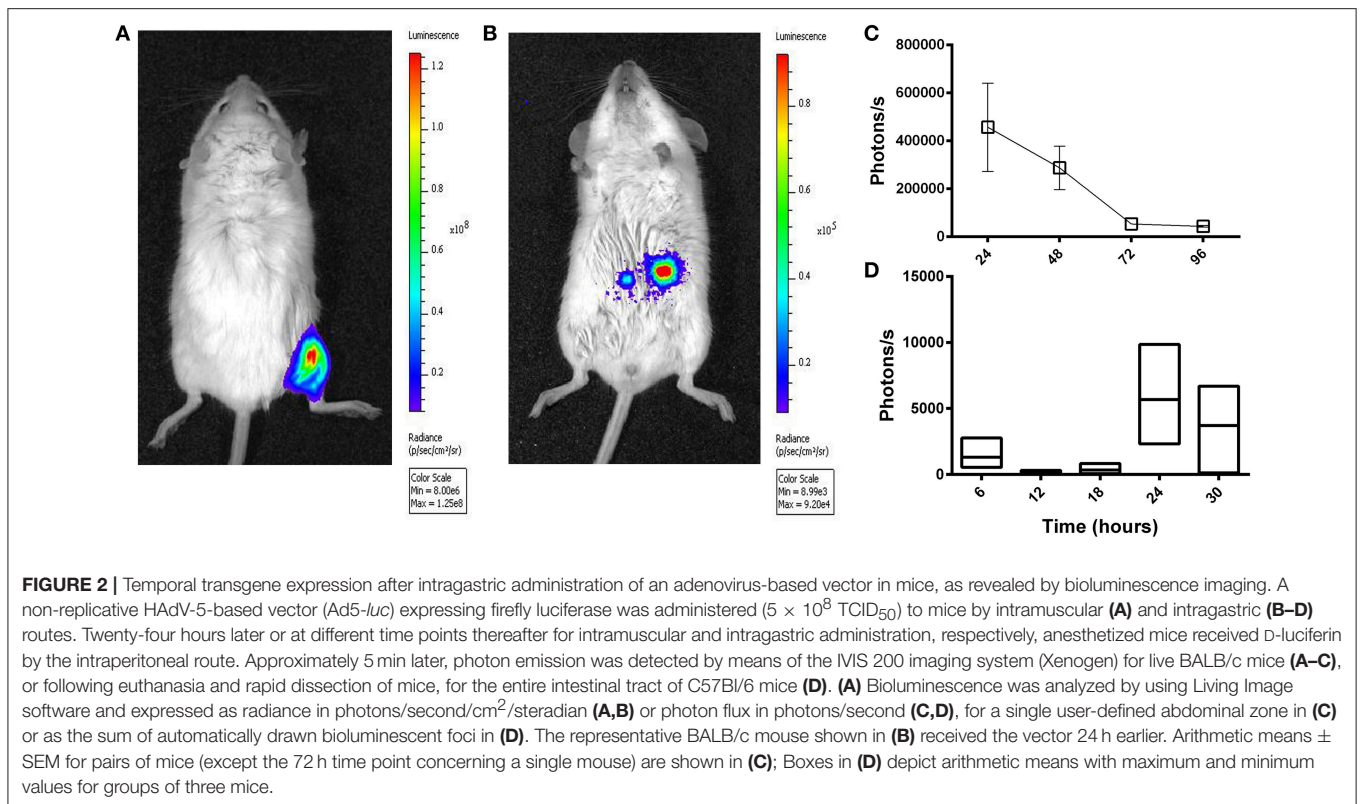 A
Luminescence
1.2
1.0
0.8
x10⁸
0.6
0.4
0.2
Radiance
(p/sec/cm²/sr)
Color Scale
Min = 8.00e6
Max = 1.25e8
B
Luminescence
0.8
0.6
x10⁵
0.4
0.2
Radiance
(p/sec/cm²/sr)
Color Scale
Min = 8.99e3
Max = 9.20e4
C
Photons/s
800000
600000
400000
200000
0
24 48 72 96
D
Photons/s
15000
10000
5000
0
6 12 18 24 30
Time (hours)
FIGURE 2 | Temporal transgene expression after intragastric administration of an adenovirus-based vector in mice, as revealed by bioluminescence imaging. A
non-replicative HAdV-5-based vector (Ad5-luc) expressing firefly luciferase was administered (5 × 10⁸ TCID₅₀) to mice by intramuscular (A) and intragastric (B–D)
routes. Twenty-four hours later or at different time points thereafter for intramuscular and intragastric administration, respectively, anesthetized mice received D-luciferin
by the intraperitoneal route. Approximately 5 min later, photon emission was detected by means of the IVIS 200 imaging system (Xenogen) for live BALB/c mice (A–C),
or following euthanasia and rapid dissection of mice, for the entire intestinal tract of C57Bl/6 mice (D). (A) Bioluminescence was analyzed by using Living Image
software and expressed as radiance in photons/second/cm²/steradian (A,B) or photon flux in photons/second (C,D), for a single user-defined abdominal zone in (C)
or as the sum of automatically drawn bioluminescent foci in (D). The representative BALB/c mouse shown in (B) received the vector 24 h earlier. Arithmetic means ±
SEM for pairs of mice (except the 72 h time point concerning a single mouse) are shown in (C); Boxes in (D) depict arithmetic means with maximum and minimum
values for groups of three mice.